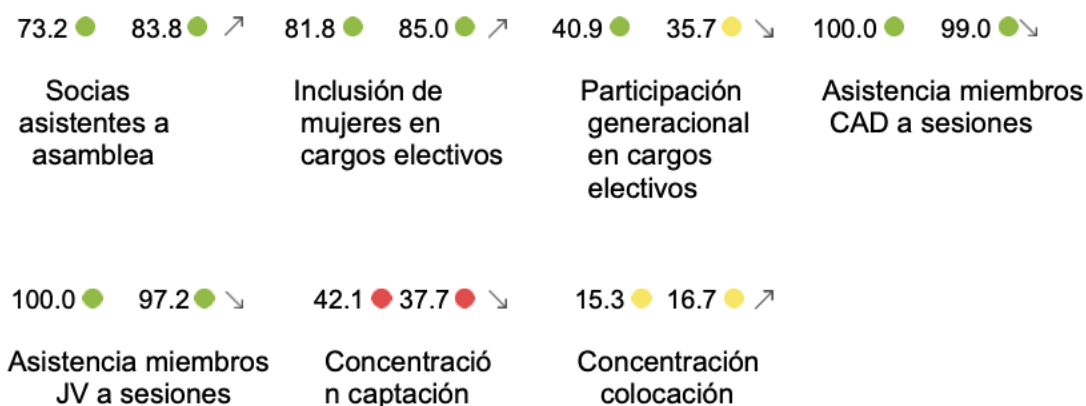 73.2 83.8 ↗ 81.8 85.0 ↗ 40.9 35.7 ↘ 100.0 99.0 ↘
Socias
asistentes a
asamblea
Inclusión de
mujeres en
cargos electivos
Participación
generacional
en cargos
electivos
Asistencia miembros
CAD a sesiones
100.0 97.2 ↘ 42.1 37.7 ↘ 15.3 16.7 ↗
Asistencia miembros
JV a sesiones
Concentració
n captación
Concentración
colocación